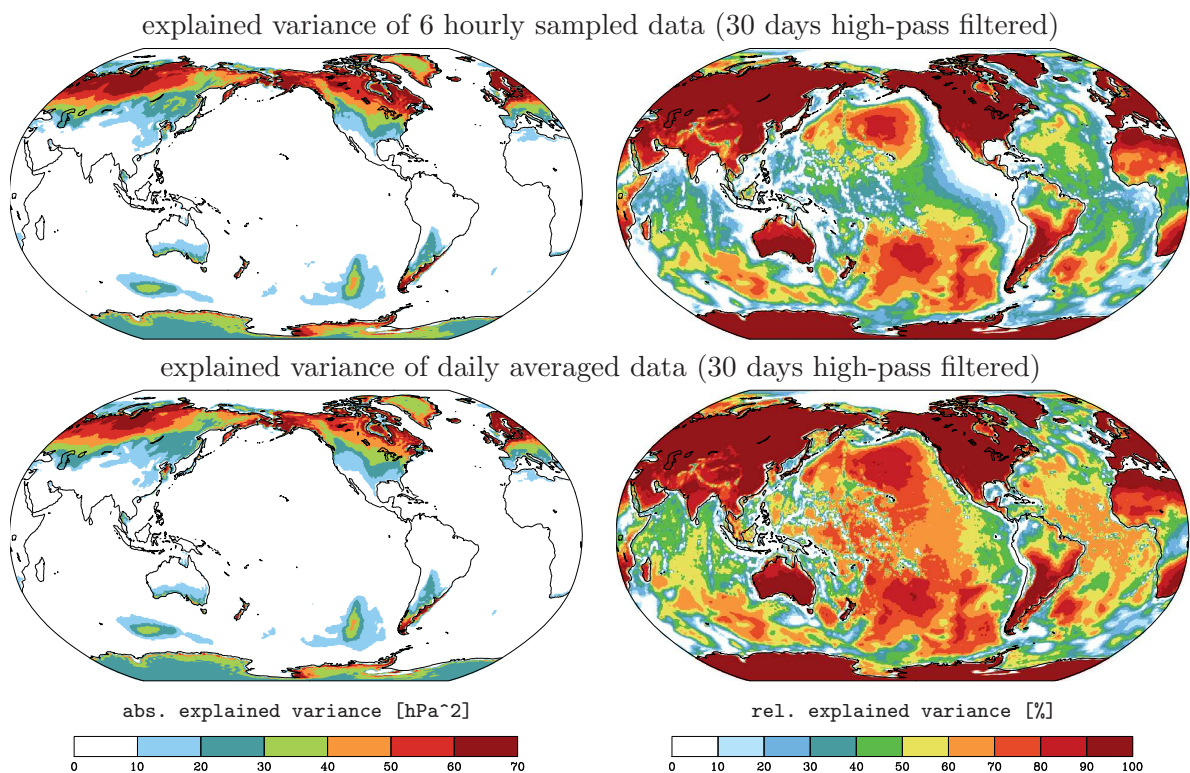 explained variance of 6 hourly sampled data (30 days high-pass filtered)
explained variance of daily averaged data (30 days high-pass filtered)
abs. explained variance [hPa^2]
rel. explained variance [%]
0 10 20 30 40 50 60 70
0 10 20 30 40 50 60 70 80 90 100